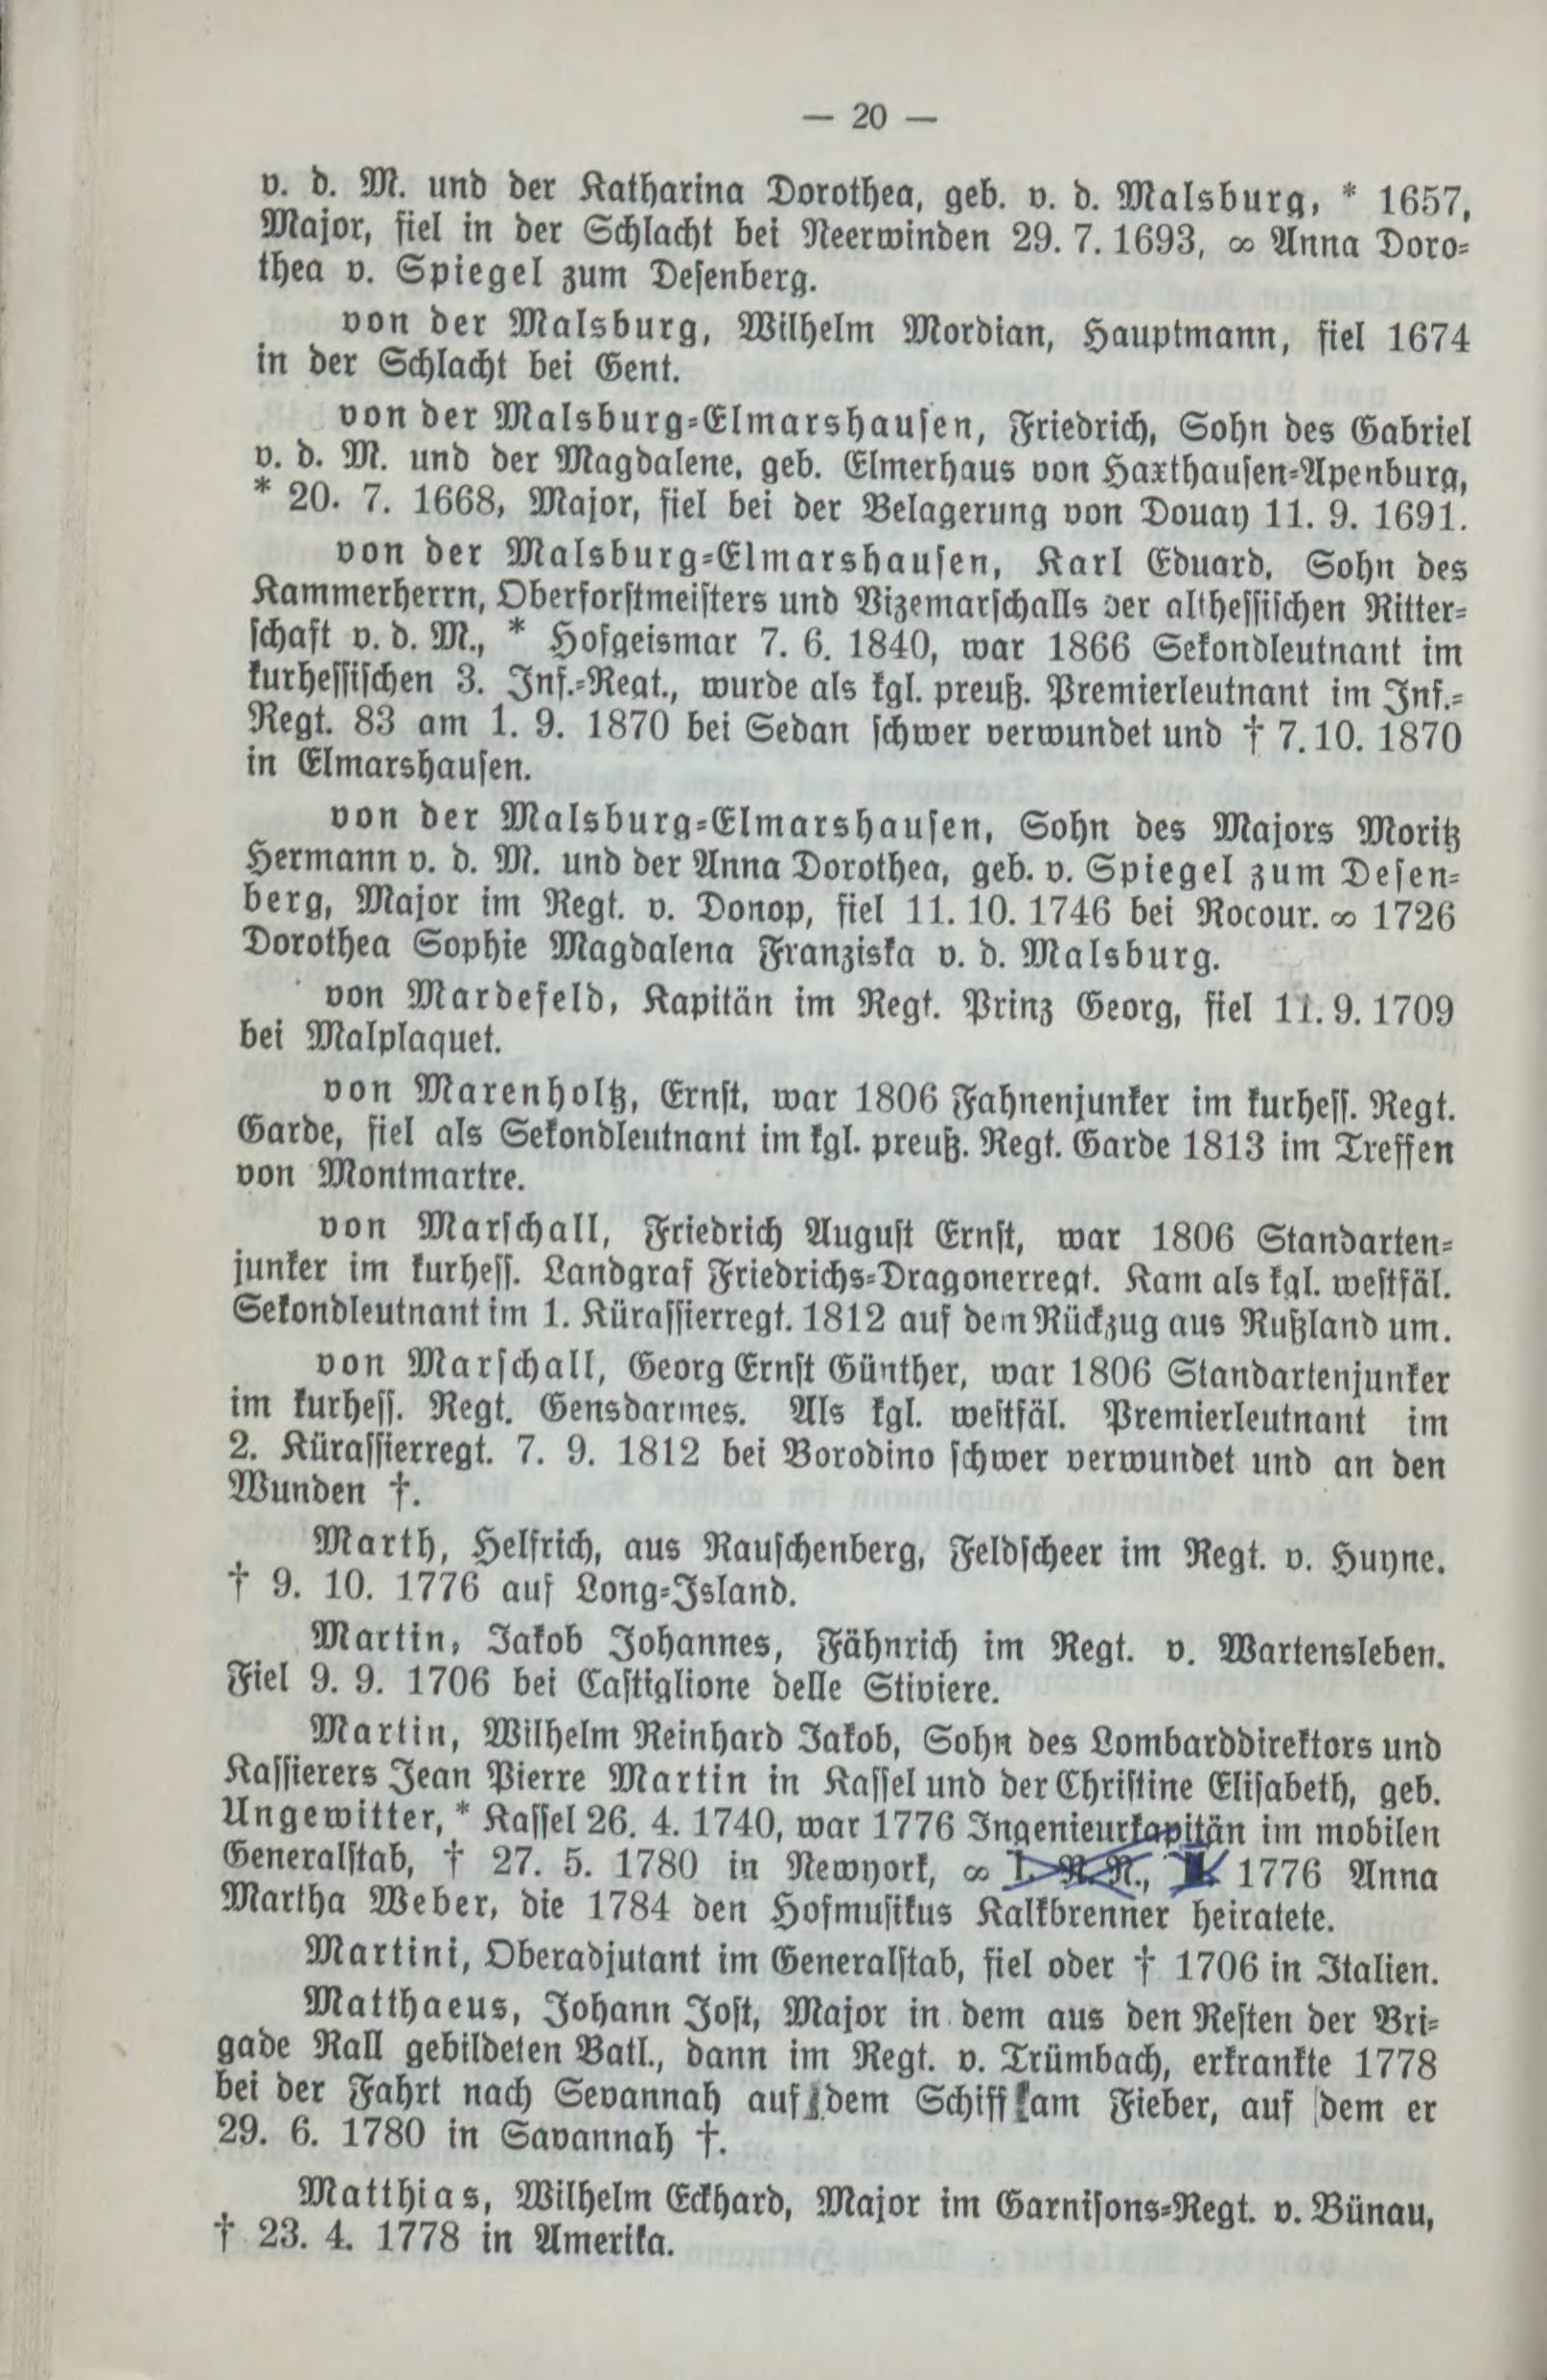 — 20 —
v. d. M. und der Katharina Dorothea, geb. v. d. Malsburg, * 1657,
Major, fiel in der Schlacht bei Neerwinden 29. 7. 1693, ∞ Anna Doro-
thea v. Spiegel zum Desenberg.
von der Malsburg, Wilhelm Mordian, Hauptmann, fiel 1674
in der Schlacht bei Gent.
von der Malsburg-Elmarshausen, Friedrich, Sohn des Gabriel
v. d. M. und der Magdalene, geb. Elmerhaus von Haxthausen-Apenburg,
* 20. 7. 1668, Major, fiel bei der Belagerung von Douay 11. 9. 1691.
von der Malsburg-Elmarshausen, Karl Eduard, Sohn des
Kammerherrn, Oberforstmeisters und Vizemarschalls der althessischen Ritter-
schaft v. d. M., * Hofgeismar 7. 6. 1840, war 1866 Sekondleutnant im
kurhessischen 3. Inf.-Regt., wurde als kgl. preuß. Premierleutnant im Inf.-
Regt. 83 am 1. 9. 1870 bei Sedan schwer verwundet und † 7. 10. 1870
in Elmarshausen.
von der Malsburg-Elmarshausen, Sohn des Majors Moritz
Hermann v. d. M. und der Anna Dorothea, geb. v. Spiegel zum Desen-
berg, Major im Regt. v. Donop, fiel 11. 10. 1746 bei Rocour. ∞ 1726
Dorothea Sophie Magdalena Franziska v. d. Malsburg.
von Mardefeld, Kapitän im Regt. Prinz Georg, fiel 11. 9. 1709
bei Malplaquet.
von Marenholtz, Ernst, war 1806 Fahnenjunker im kurhess. Regt.
Garde, fiel als Sekondleutnant im kgl. preuß. Regt. Garde 1813 im Treffen
von Montmartre.
von Marschall, Friedrich August Ernst, war 1806 Standarten-
junker im kurhess. Landgraf Friedrichs-Dragonerregt. Kam als kgl. westfäl.
Sekondleutnant im 1. Kürassierregt. 1812 auf dem Rückzug aus Rußland um.
von Marschall, Georg Ernst Günther, war 1806 Standartenjunker
im kurhess. Regt. Gensdarmes. Als kgl. westfäl. Premierleutnant im
2. Kürassierregt. 7. 9. 1812 bei Borodino schwer verwundet und an den
Wunden †.
Marth, Helfrich, aus Rauschenberg, Feldscheer im Regt. v. Huyne.
† 9. 10. 1776 auf Long-Island.
Martin, Jakob Johannes, Fähnrich im Regt. v. Wartensleben.
Fiel 9. 9. 1706 bei Castiglione delle Stiviere.
Martin, Wilhelm Reinhard Jakob, Sohn des Lombarddirektors und
Kassierers Jean Pierre Martin in Kassel und der Christine Elisabeth, geb.
Ungewitter, * Kassel 26. 4. 1740, war 1776 Ingenieurkapitän im mobilen
Generalstab, † 27. 5. 1780 in Newyork, ∞ I. N. N., 1776 Anna
Martha Weber, die 1784 den Hofmusikus Kalkbrenner heiratete.
Martini, Oberadjutant im Generalstab, fiel oder † 1706 in Italien.
Matthaeus, Johann Jost, Major in dem aus den Resten der Bri-
gade Rall gebildeten Batl., dann im Regt. v. Trümbach, erkrankte 1778
bei der Fahrt nach Sevannah auf dem Schiff am Fieber, auf dem er
29. 6. 1780 in Savannah †.
Matthias, Wilhelm Eckhard, Major im Garnisons-Regt. v. Bünau,
† 23. 4. 1778 in Amerika.